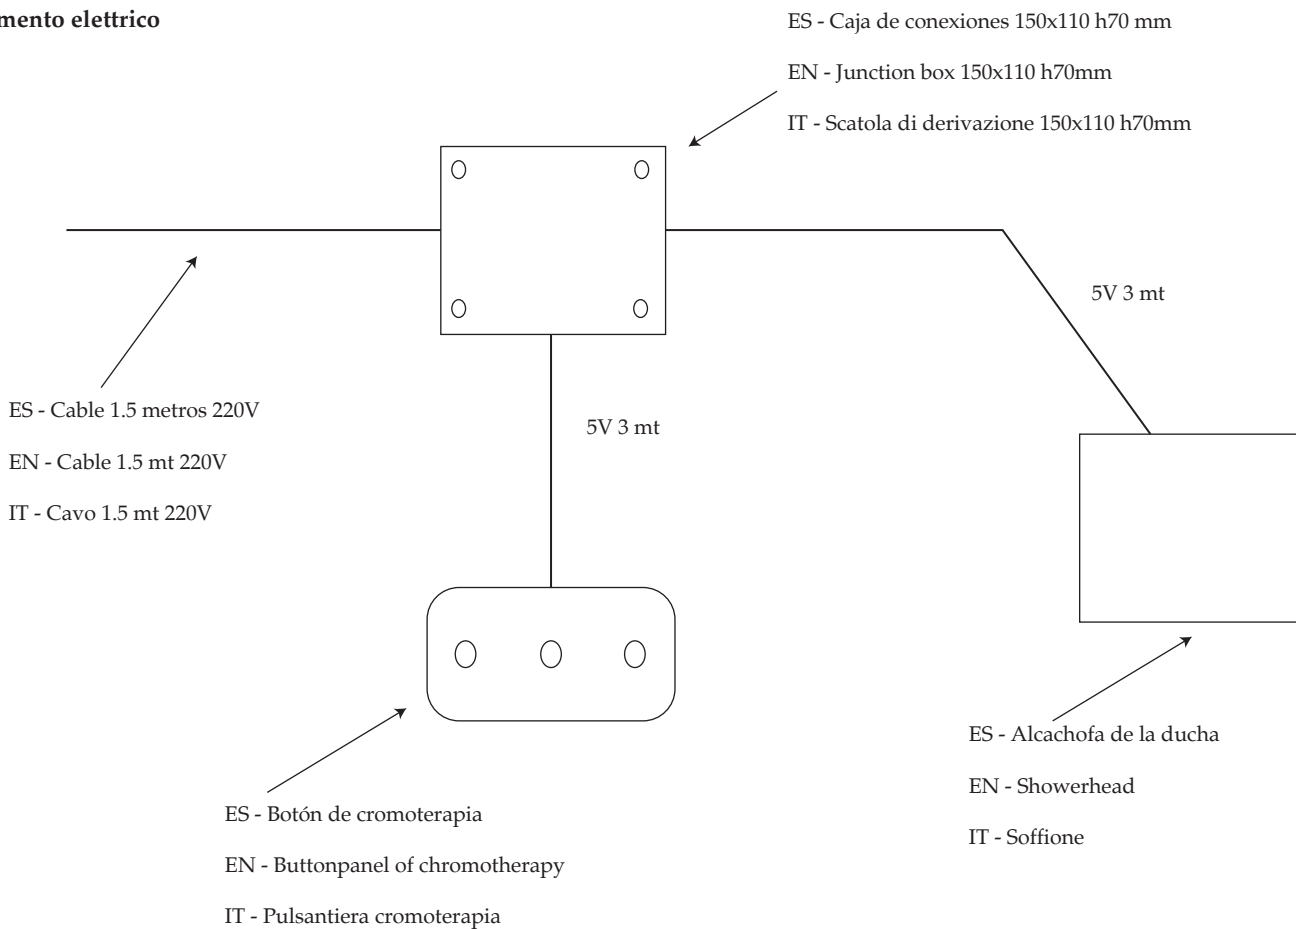 mento elettrico
ES - Caja de conexiones 150x110 h70 mm
EN - Junction box 150x110 h70mm
IT - Scatola di derivazione 150x110 h70mm
5V 3 mt
ES - Cable 1.5 metros 220V
EN - Cable 1.5 mt 220V
IT - Cavo 1.5 mt 220V
5V 3 mt
ES - Alcachofa de la ducha
EN - Showerhead
IT - Soffione
ES - Botón de cromoterapia
EN - Buttonpanel of chromotherapy
IT - Pulsantiera cromoterapia